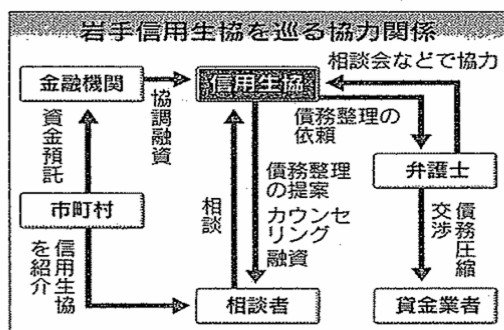 岩手信用生協を巡る協力関係
金融機関
信用生協
相談会などで協力
協調融資
資金預託
債務整理の
依頼
弁護士
市町村
相談
債務整理
の提案
カウンセ
リング
融資
債務圧縮
交渉
信用生協
を紹介
相談者
貸金業者